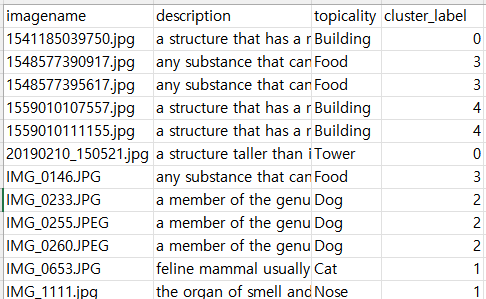 imagename description topicality cluster_label
1541185039750.jpg a structure that has a r Building 0
1548577390917.jpg any substance that can Food 3
1548577395617.jpg any substance that can Food 3
1559010107557.jpg a structure that has a r Building 4
1559010111155.jpg a structure that has a r Building 4
20190210_150521.jpg a structure taller than i Tower 0
IMG_0146.JPG any substance that can Food 3
IMG_0233.JPG a member of the genu Dog 2
IMG_0255.JPEG a member of the genu Dog 2
IMG_0260.JPEG a member of the genu Dog 2
IMG_0653.JPG feline mammal usually Cat 1
IMG_1111.jpg the organ of smell and Nose 1